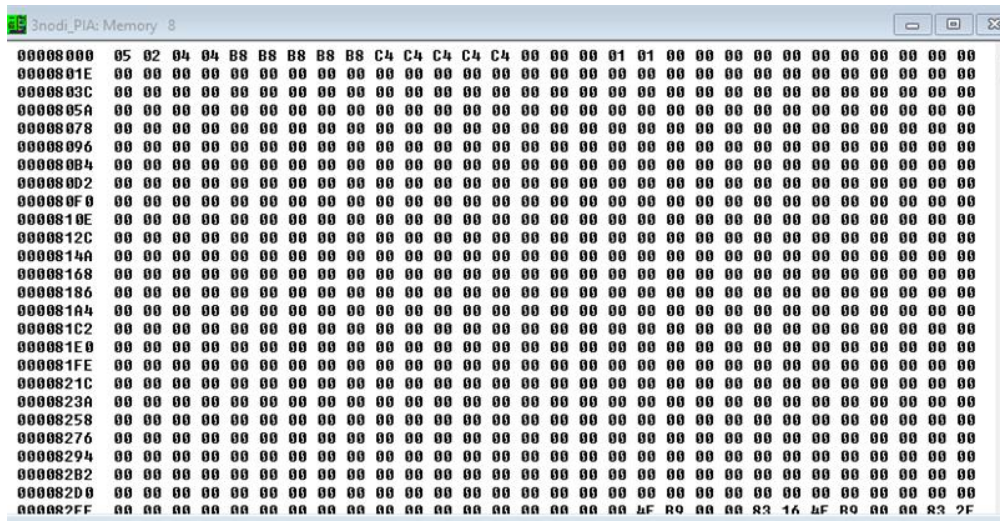 3nodi_PIA: Memory 8
00008000 05 02 04 04 B8 B8 B8 B8 B8 C4 C4 C4 C4 C4 00 00 00 01 01 00 00 00 00 00 00 00 00 00 00 00
0000801E 00 00 00 00 00 00 00 00 00 00 00 00 00 00 00 00 00 00 00 00 00 00 00 00 00 00 00 00 00 00
0000803C 00 00 00 00 00 00 00 00 00 00 00 00 00 00 00 00 00 00 00 00 00 00 00 00 00 00 00 00 00 00
0000805A 00 00 00 00 00 00 00 00 00 00 00 00 00 00 00 00 00 00 00 00 00 00 00 00 00 00 00 00 00 00
00008078 00 00 00 00 00 00 00 00 00 00 00 00 00 00 00 00 00 00 00 00 00 00 00 00 00 00 00 00 00 00
00008096 00 00 00 00 00 00 00 00 00 00 00 00 00 00 00 00 00 00 00 00 00 00 00 00 00 00 00 00 00 00
000080B4 00 00 00 00 00 00 00 00 00 00 00 00 00 00 00 00 00 00 00 00 00 00 00 00 00 00 00 00 00 00
000080D2 00 00 00 00 00 00 00 00 00 00 00 00 00 00 00 00 00 00 00 00 00 00 00 00 00 00 00 00 00 00
000080F0 00 00 00 00 00 00 00 00 00 00 00 00 00 00 00 00 00 00 00 00 00 00 00 00 00 00 00 00 00 00
0000810E 00 00 00 00 00 00 00 00 00 00 00 00 00 00 00 00 00 00 00 00 00 00 00 00 00 00 00 00 00 00
0000812C 00 00 00 00 00 00 00 00 00 00 00 00 00 00 00 00 00 00 00 00 00 00 00 00 00 00 00 00 00 00
0000814A 00 00 00 00 00 00 00 00 00 00 00 00 00 00 00 00 00 00 00 00 00 00 00 00 00 00 00 00 00 00
00008168 00 00 00 00 00 00 00 00 00 00 00 00 00 00 00 00 00 00 00 00 00 00 00 00 00 00 00 00 00 00
00008186 00 00 00 00 00 00 00 00 00 00 00 00 00 00 00 00 00 00 00 00 00 00 00 00 00 00 00 00 00 00
000081A4 00 00 00 00 00 00 00 00 00 00 00 00 00 00 00 00 00 00 00 00 00 00 00 00 00 00 00 00 00 00
000081C2 00 00 00 00 00 00 00 00 00 00 00 00 00 00 00 00 00 00 00 00 00 00 00 00 00 00 00 00 00 00
000081E0 00 00 00 00 00 00 00 00 00 00 00 00 00 00 00 00 00 00 00 00 00 00 00 00 00 00 00 00 00 00
000081FE 00 00 00 00 00 00 00 00 00 00 00 00 00 00 00 00 00 00 00 00 00 00 00 00 00 00 00 00 00 00
0000821C 00 00 00 00 00 00 00 00 00 00 00 00 00 00 00 00 00 00 00 00 00 00 00 00 00 00 00 00 00 00
0000823A 00 00 00 00 00 00 00 00 00 00 00 00 00 00 00 00 00 00 00 00 00 00 00 00 00 00 00 00 00 00
00008258 00 00 00 00 00 00 00 00 00 00 00 00 00 00 00 00 00 00 00 00 00 00 00 00 00 00 00 00 00 00
00008276 00 00 00 00 00 00 00 00 00 00 00 00 00 00 00 00 00 00 00 00 00 00 00 00 00 00 00 00 00 00
00008294 00 00 00 00 00 00 00 00 00 00 00 00 00 00 00 00 00 00 00 00 00 00 00 00 00 00 00 00 00 00
000082B2 00 00 00 00 00 00 00 00 00 00 00 00 00 00 00 00 00 00 00 00 00 00 00 00 00 00 00 00 00 00
000082D0 00 00 00 00 00 00 00 00 00 00 00 00 00 00 00 00 00 00 00 00 00 00 00 00 00 00 00 00 00 00
000082EE 00 00 00 00 00 00 00 00 00 00 00 00 00 00 00 00 00 00 4E B9 00 00 83 16 4E B9 00 00 83 2E